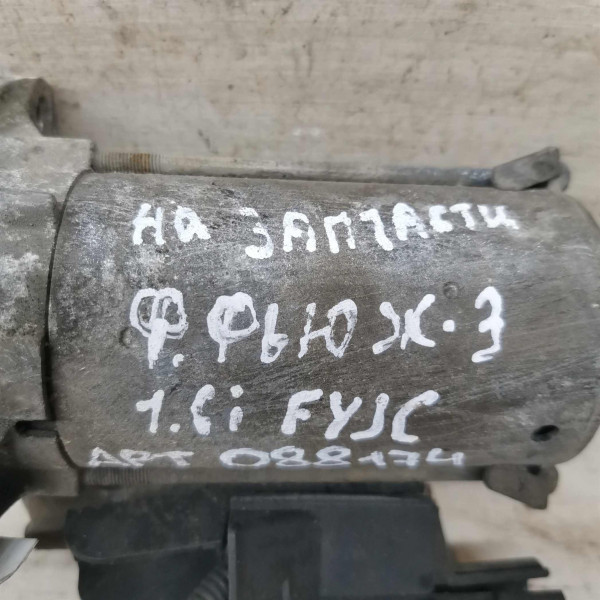 на запчасти
Ф. Фьюж-3
1.6i FYJC
АРТ 088174